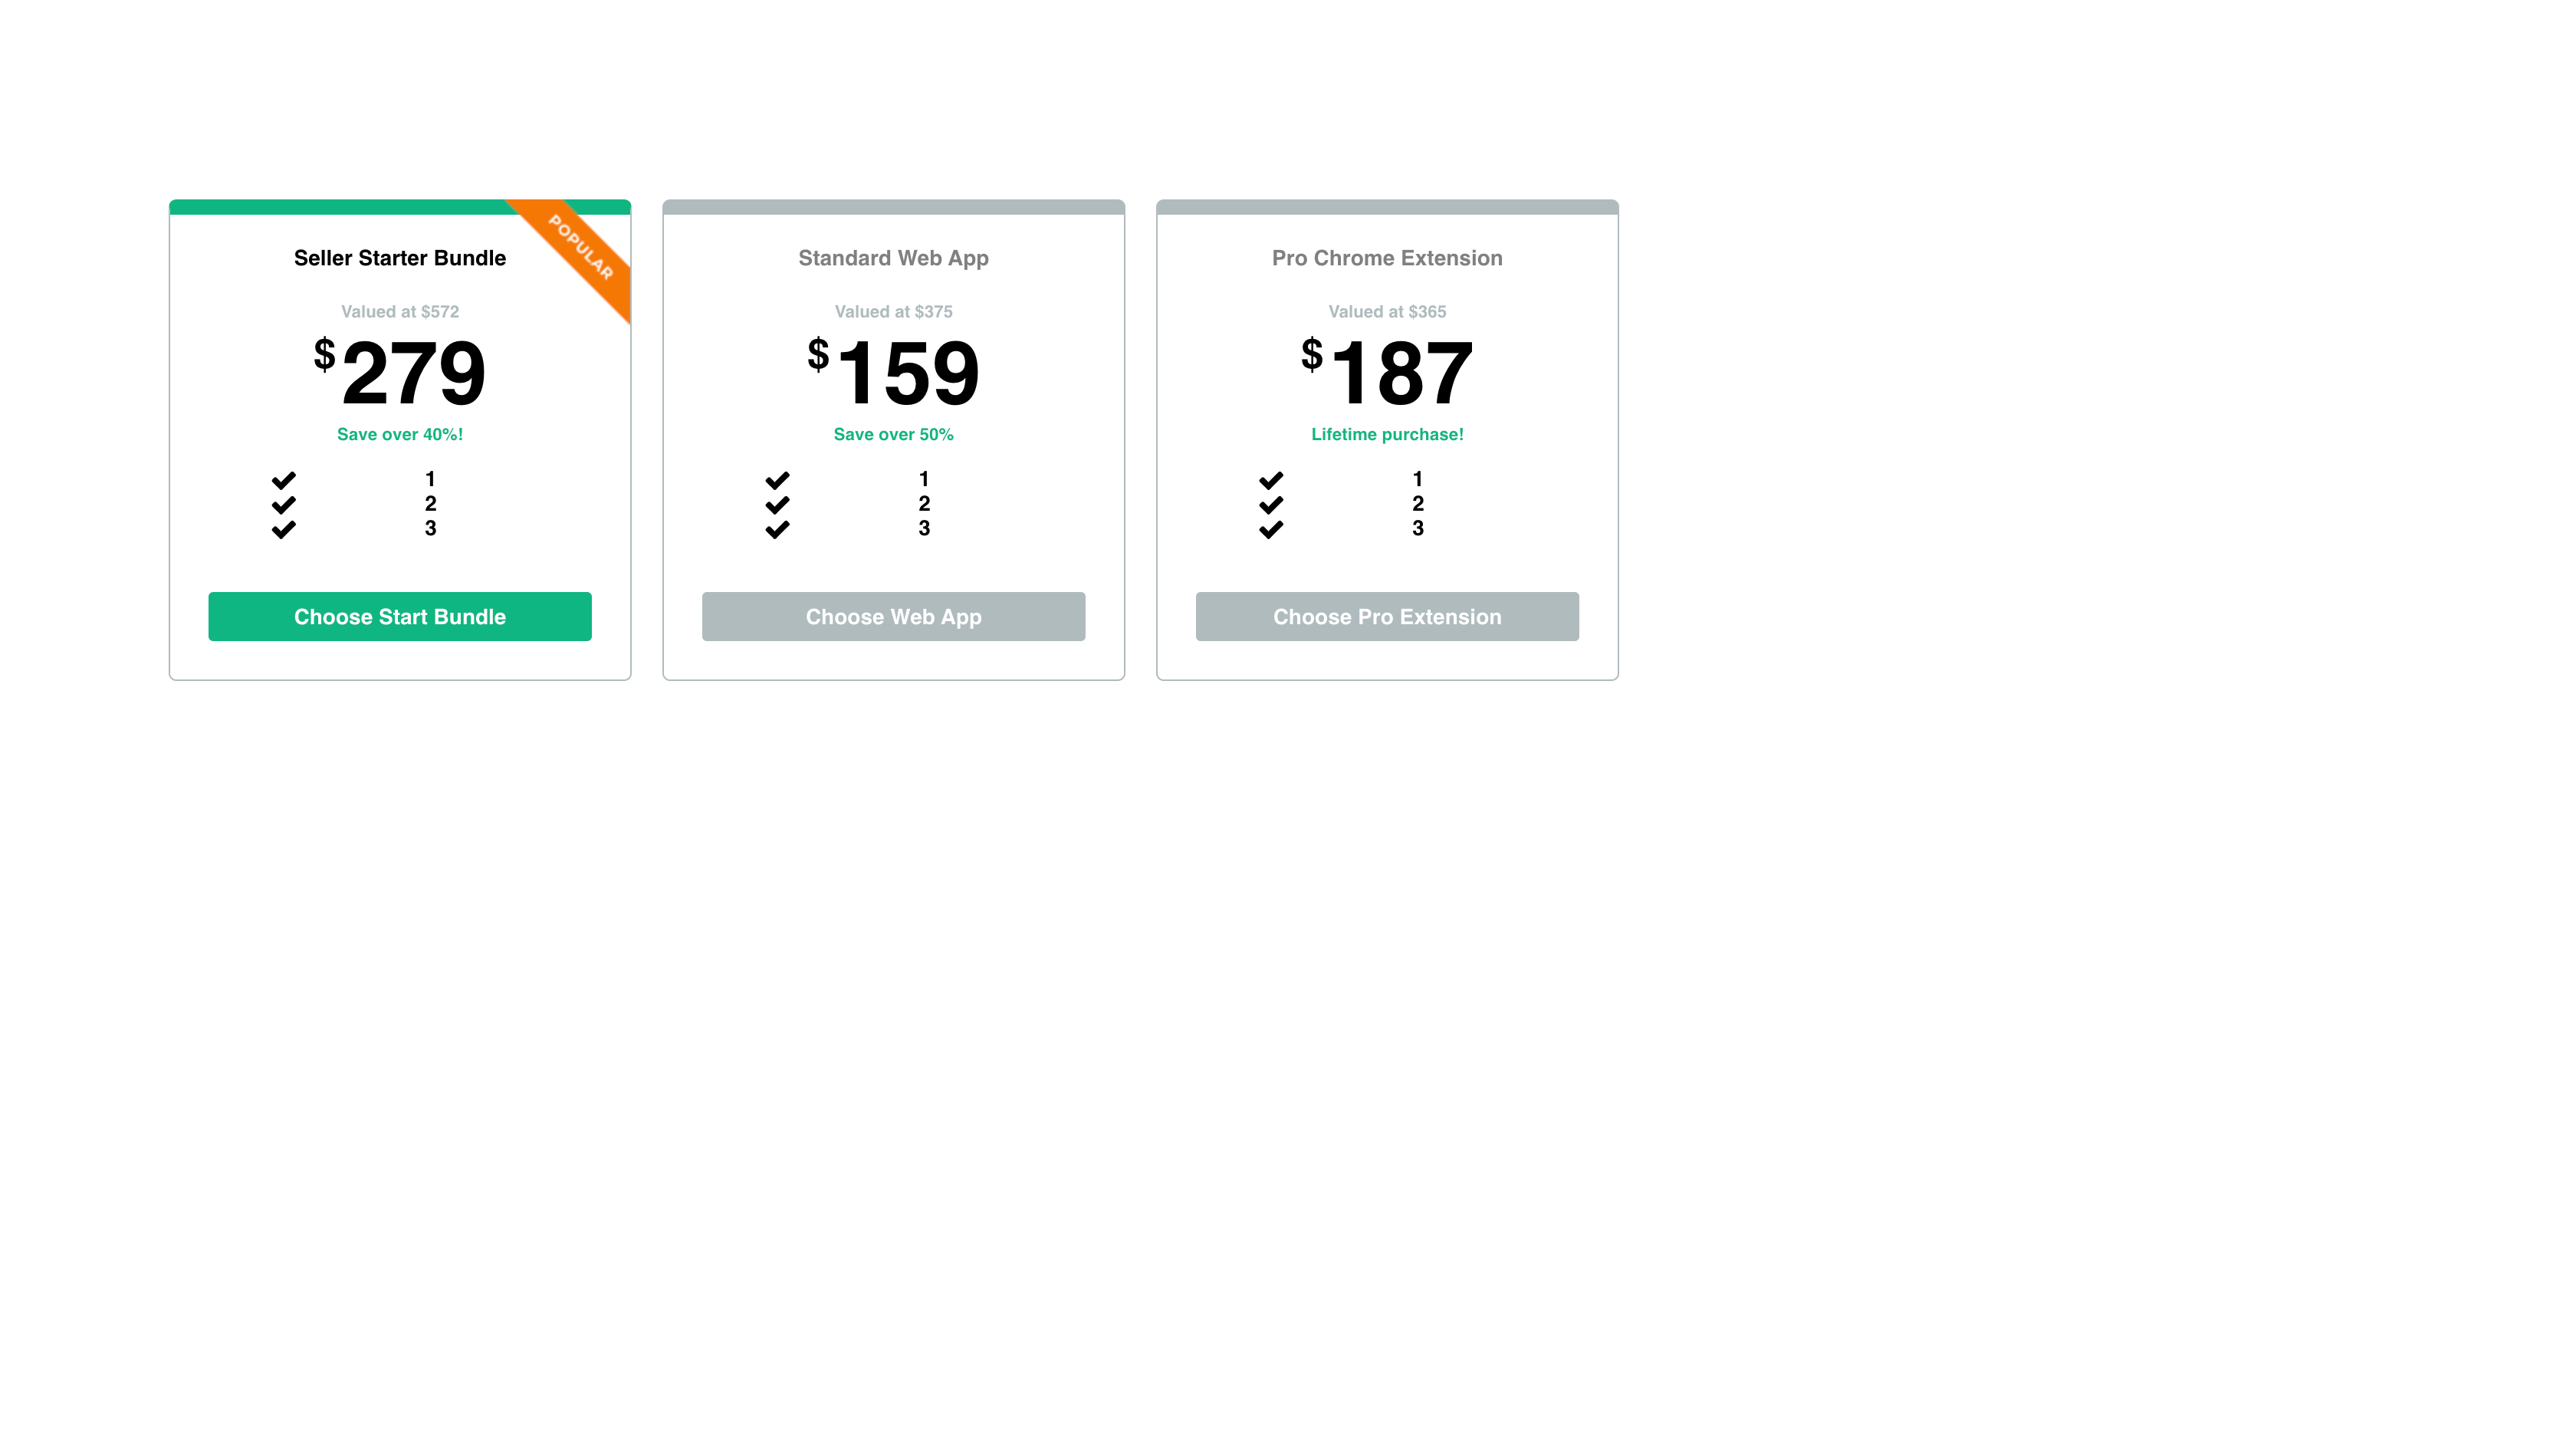 POPULAR
Seller Starter Bundle
Valued at $572
$279
Save over 40%!
1
2
3
Choose Start Bundle
Standard Web App
Valued at $375
$159
Save over 50%
1
2
3
Choose Web App
Pro Chrome Extension
Valued at $365
$187
Lifetime purchase!
1
2
3
Choose Pro Extension